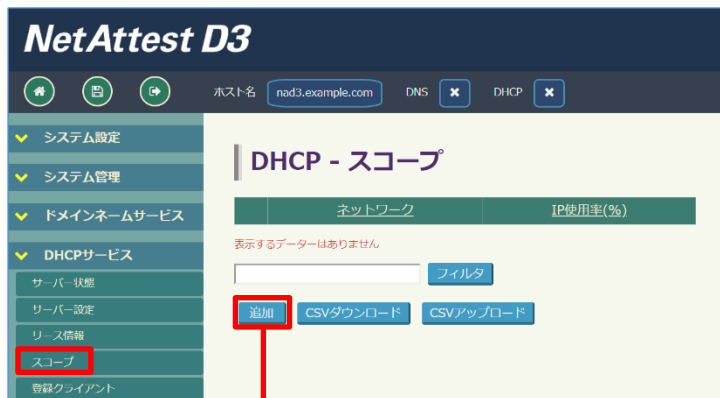 NetAttest D3
ホスト名 nad3.example.com DNS × DHCP ×
システム設定
システム管理
ドメインネームサービス
DHCPサービス
サーバー状態
サーバー設定
リース情報
スコープ
登録クライアント
DHCP - スコープ
ネットワーク IP使用率(%)
表示するデーターはありません
フィルタ
追加 CSVダウンロード CSVアップロード